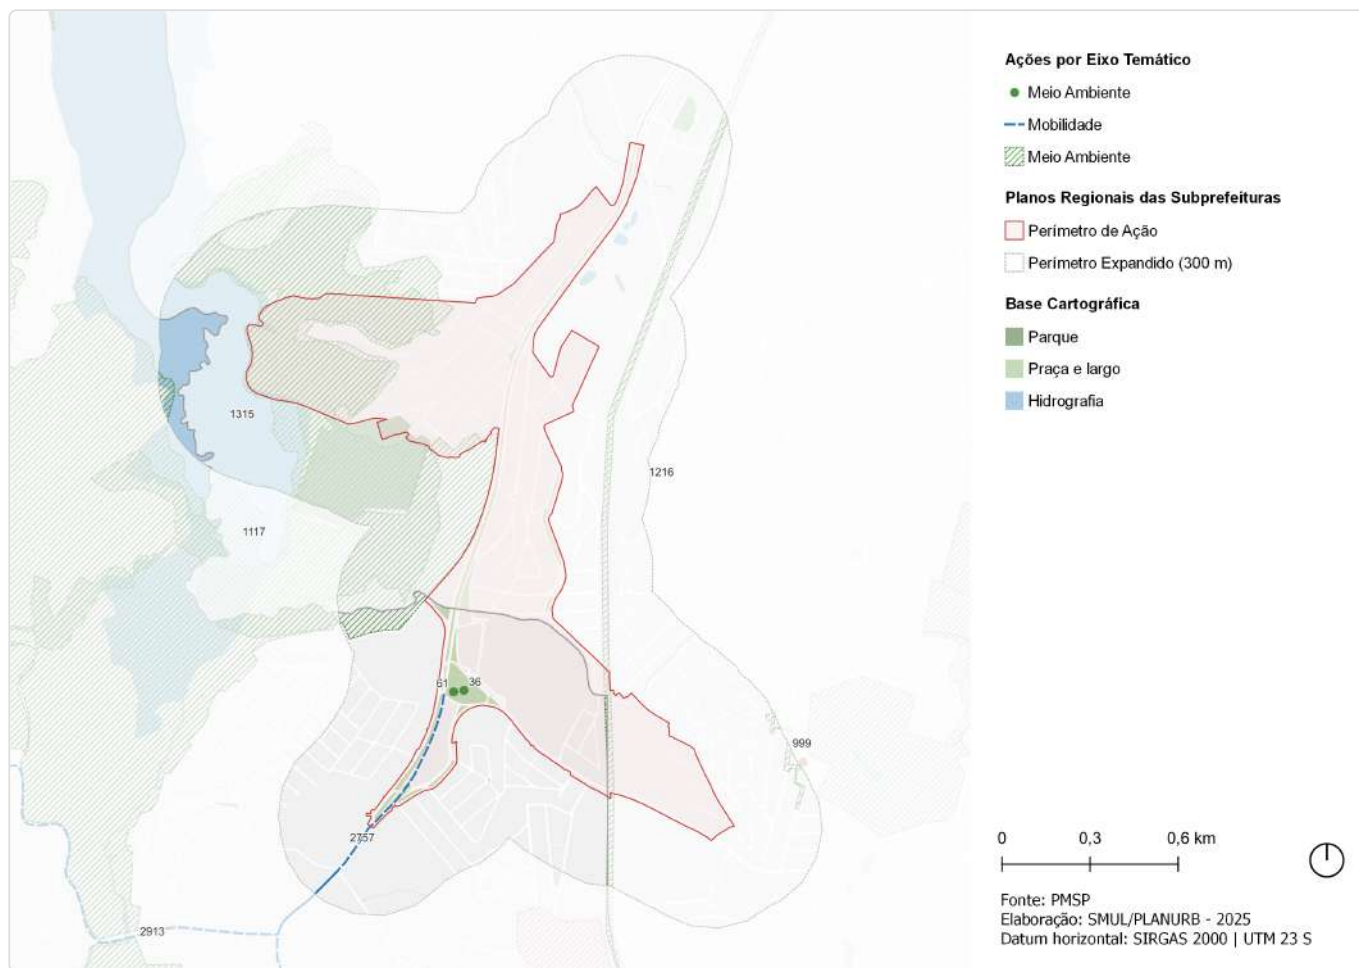 Ações por Eixo Temático
Meio Ambiente
Mobilidade
Meio Ambiente
Planos Regionais das Subprefeituras
Perímetro de Ação
Perímetro Expandido (300 m)
Base Cartográfica
Parque
Praça e largo
Hidrografia
1315
1216
1117
61
36
999
2757
2913
0 0,3 0,6 km
Fonte: PMSP
Elaboração: SMUL/PLANURB - 2025
Datum horizontal: SIRGAS 2000 | UTM 23 S